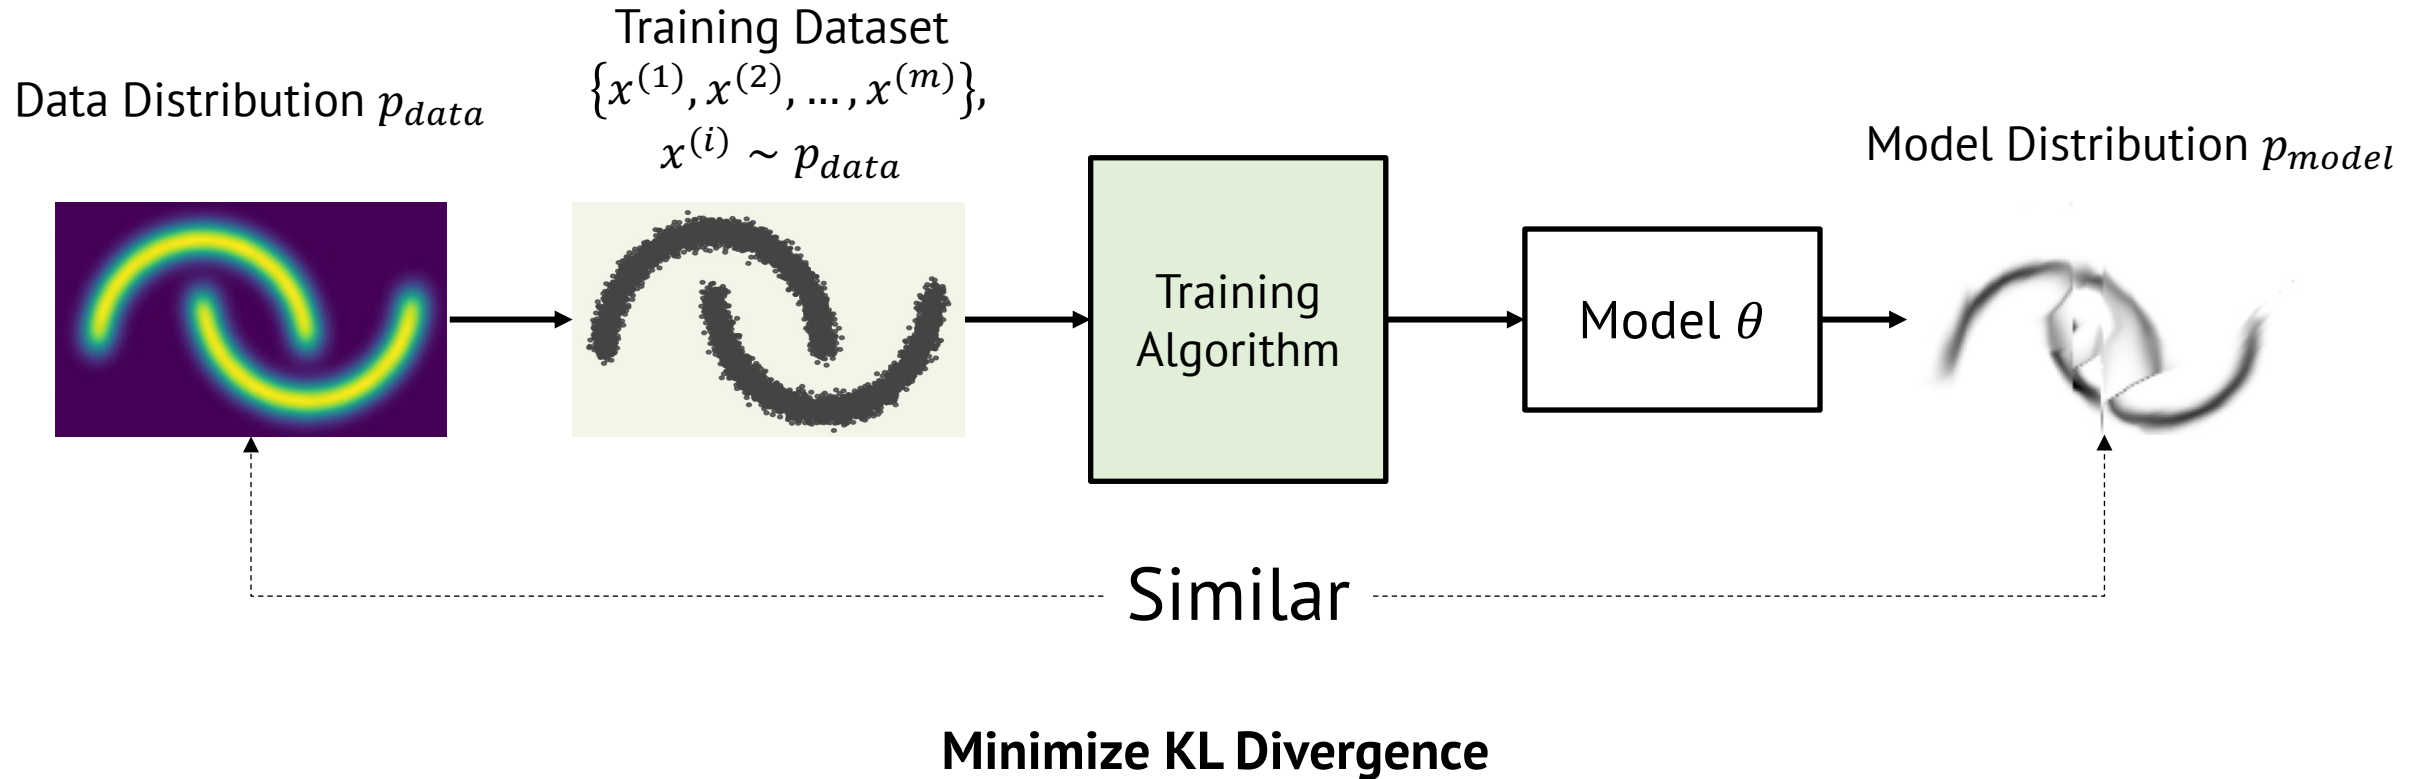 Training Dataset
{x^(1), x^(2), … , x^(m)},
x^(i) ~ p_data
Data Distribution p_data
Model Distribution p_model
Training
Algorithm
Model θ
Similar
Minimize KL Divergence